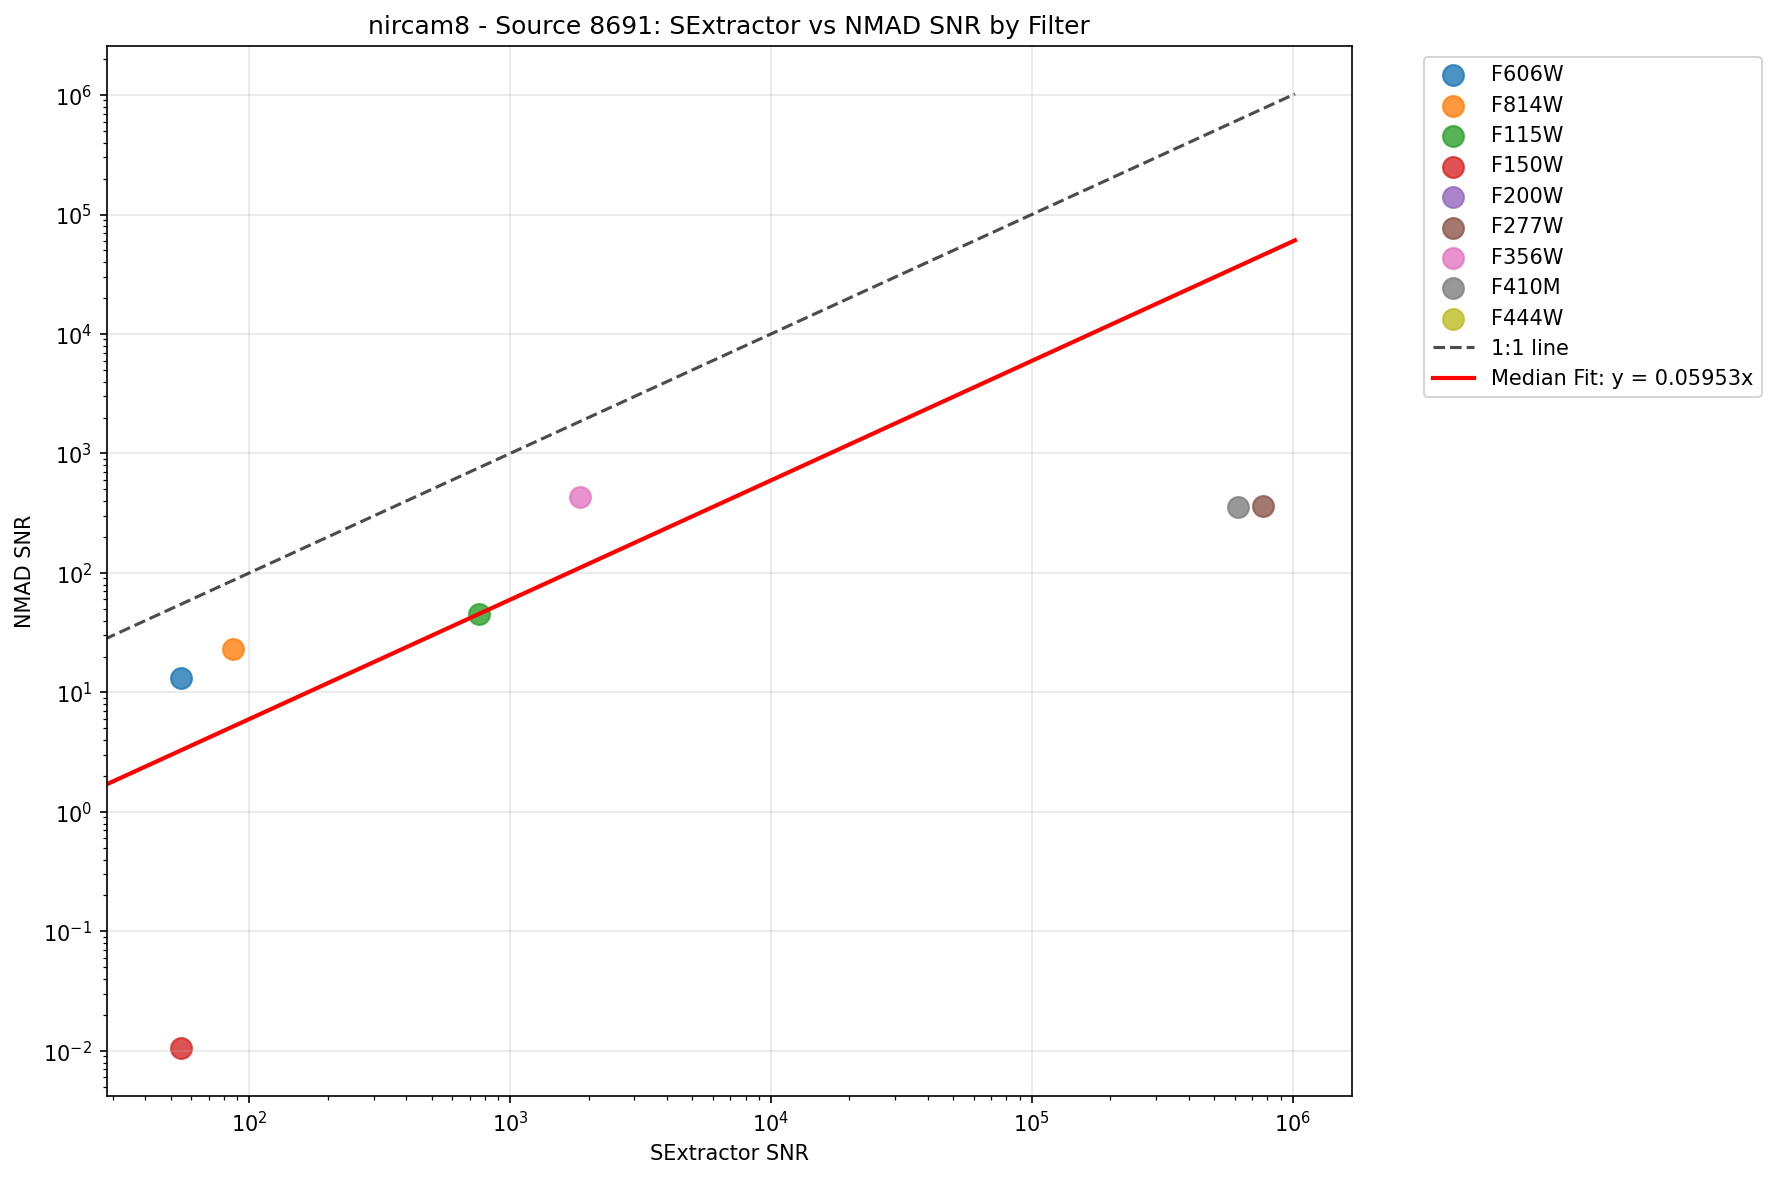 nircam8 - Source 8691: SExtractor vs NMAD SNR by Filter
NMAD SNR
10^6
10^5
10^4
10^3
10^2
10^1
10^0
10^−1
10^−2
10^2 10^3 10^4 10^5 10^6
SExtractor SNR
F606W
F814W
F115W
F150W
F200W
F277W
F356W
F410M
F444W
1:1 line
Median Fit: y = 0.05953x